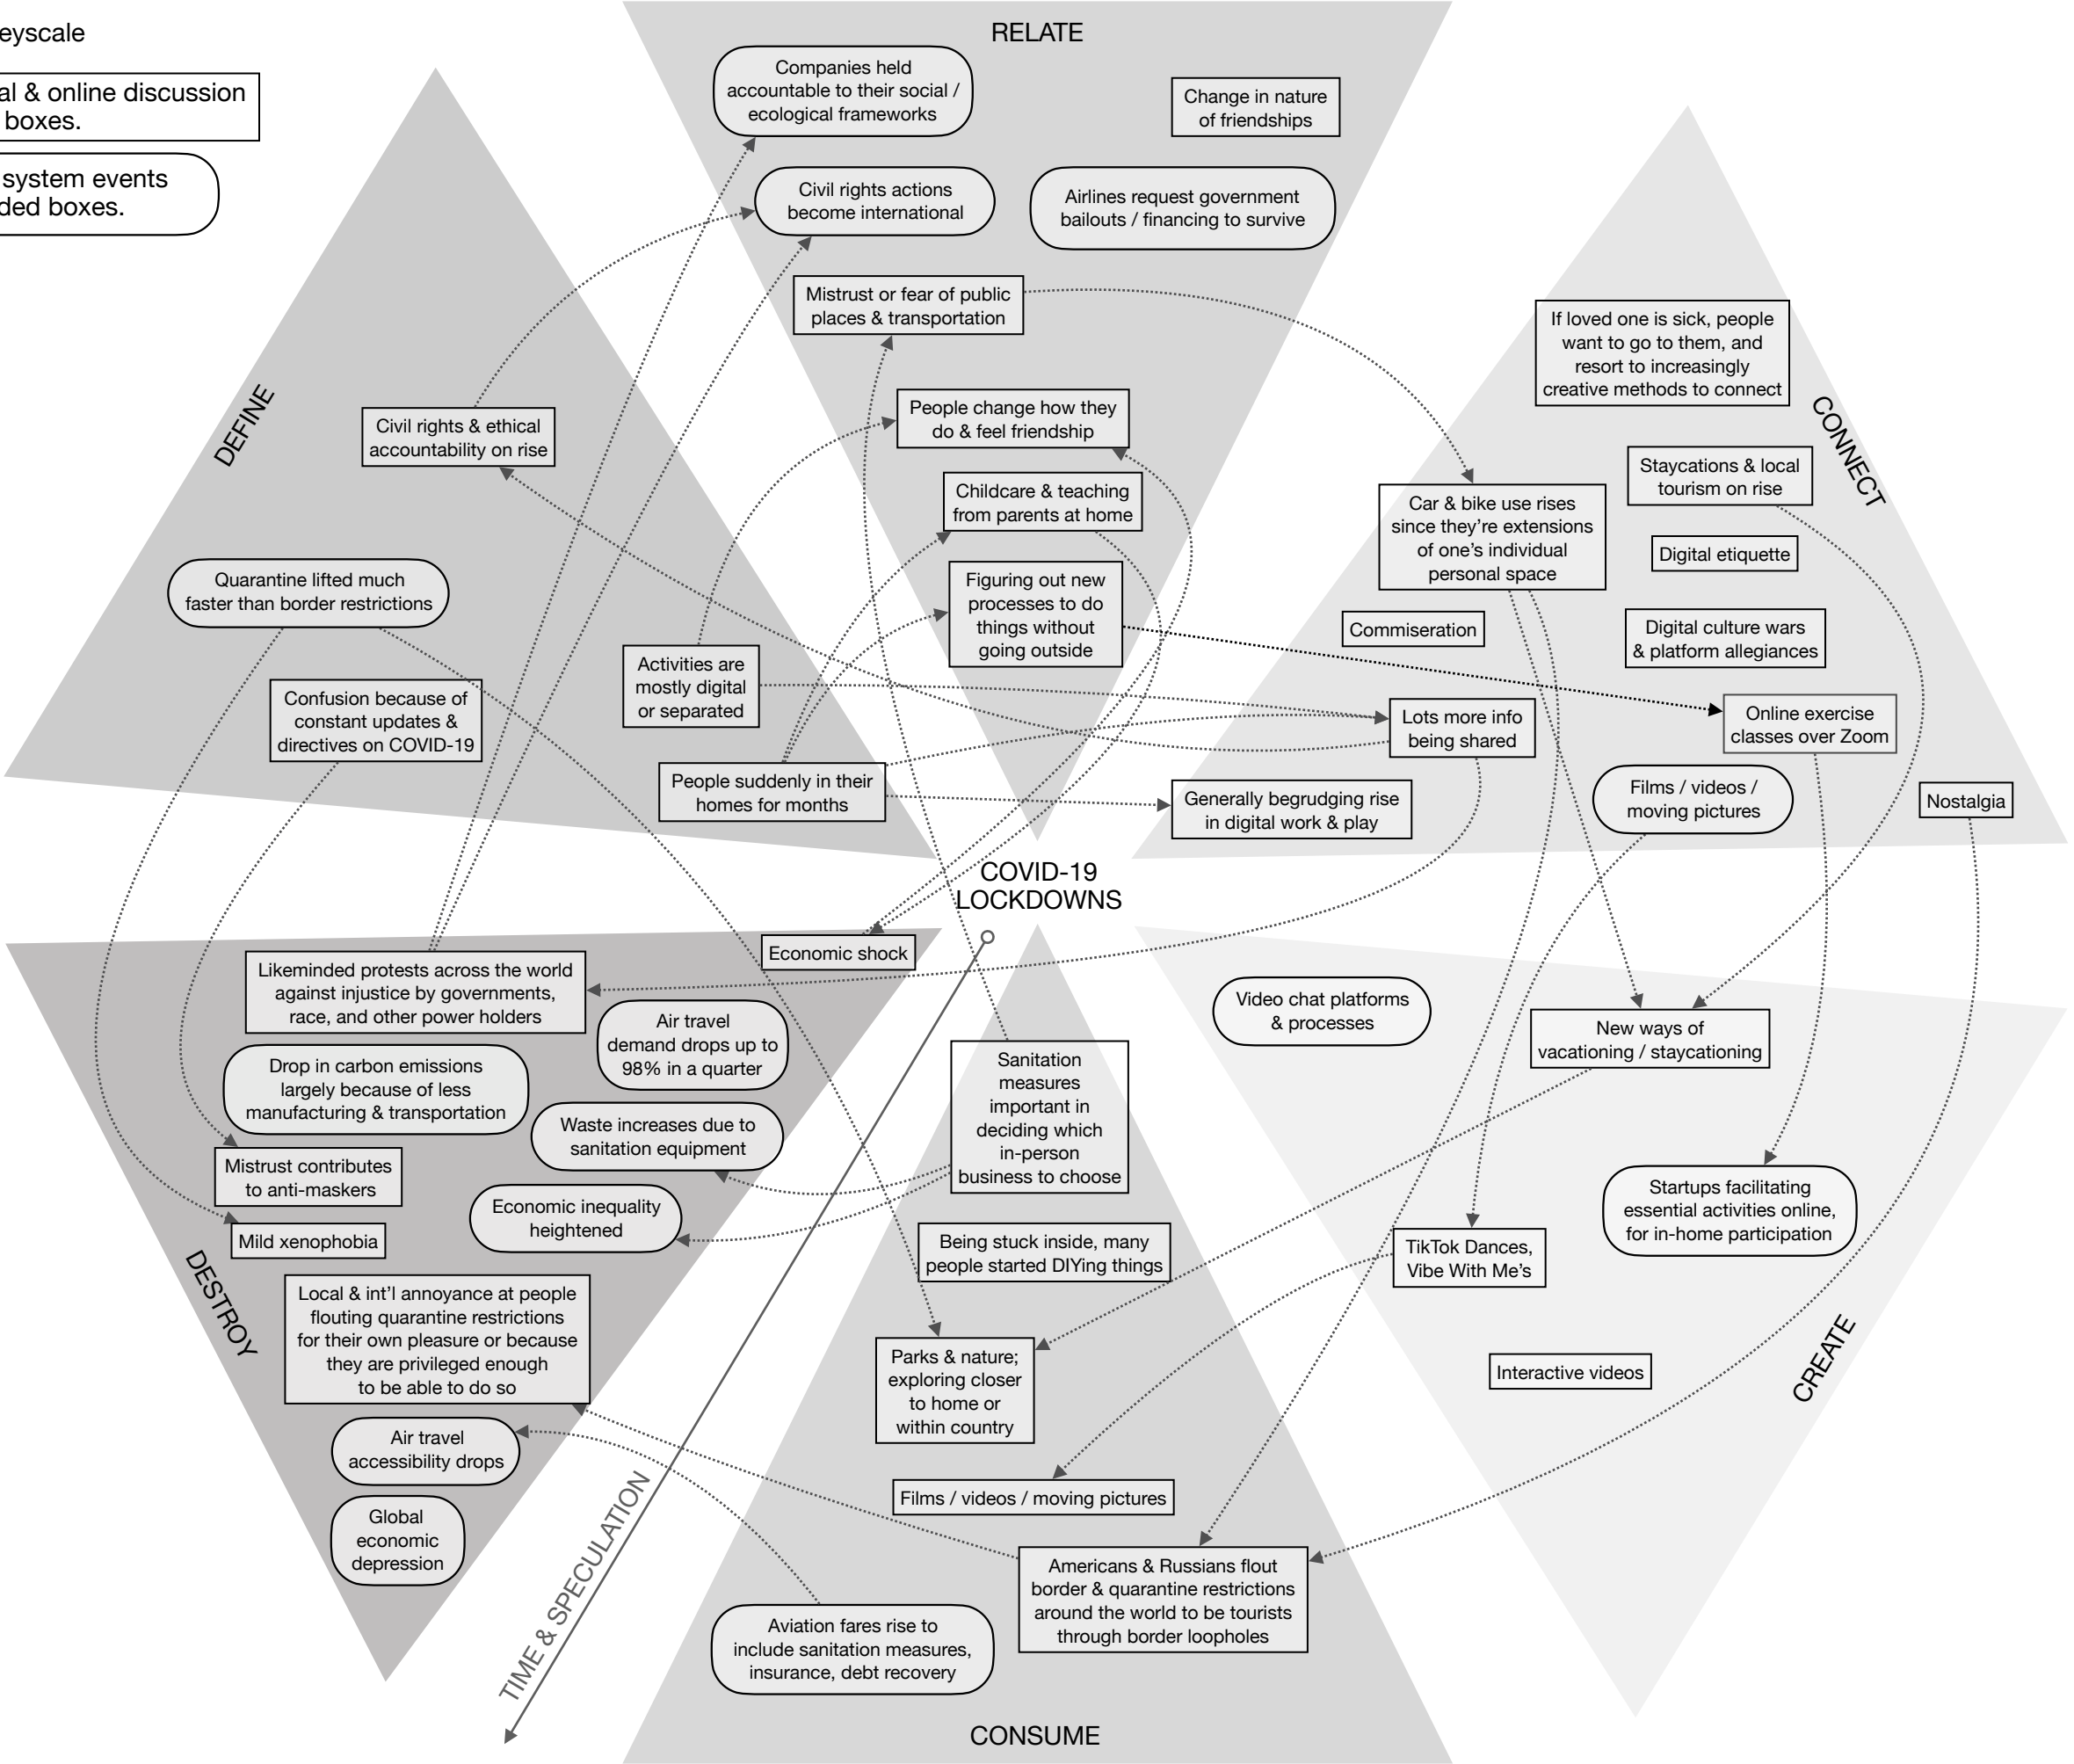 eyscale
al & online discussion
boxes.
system events
ded boxes.
RELATE
Companies held
accountable to their social /
ecological frameworks
Change in nature
of friendships
Civil rights actions
become international
Airlines request government
bailouts / financing to survive
Mistrust or fear of public
places & transportation
People change how they
do & feel friendship
Childcare & teaching
from parents at home
Figuring out new
processes to do
things without
going outside
DEFINE
Civil rights & ethical
accountability on rise
Quarantine lifted much
faster than border restrictions
Confusion because of
constant updates &
directives on COVID-19
Activities are
mostly digital
or separated
People suddenly in their
homes for months
CONNECT
If loved one is sick, people
want to go to them, and
resort to increasingly
creative methods to connect
Staycations & local
tourism on rise
Car & bike use rises
since they’re extensions
of one’s individual
personal space
Digital etiquette
Commiseration
Digital culture wars
& platform allegiances
Lots more info
being shared
Online exercise
classes over Zoom
Films / videos /
moving pictures
Generally begrudging rise
in digital work & play
Nostalgia
COVID-19
LOCKDOWNS
Economic shock
Likeminded protests across the world
against injustice by governments,
race, and other power holders
Air travel
demand drops up to
98% in a quarter
Drop in carbon emissions
largely because of less
manufacturing & transportation
Waste increases due to
sanitation equipment
Mistrust contributes
to anti-maskers
Economic inequality
heightened
Mild xenophobia
DESTROY
Local & int’l annoyance at people
flouting quarantine restrictions
for their own pleasure or because
they are privileged enough
to be able to do so
Air travel
accessibility drops
Global
economic
depression
TIME & SPECULATION
Sanitation
measures
important in
deciding which
in-person
business to choose
Being stuck inside, many
people started DIYing things
Parks & nature;
exploring closer
to home or
within country
Films / videos / moving pictures
Americans & Russians flout
border & quarantine restrictions
around the world to be tourists
through border loopholes
Aviation fares rise to
include sanitation measures,
insurance, debt recovery
CONSUME
Video chat platforms
& processes
New ways of
vacationing / staycationing
Startups facilitating
essential activities online,
for in-home participation
TikTok Dances,
Vibe With Me’s
Interactive videos
CREATE